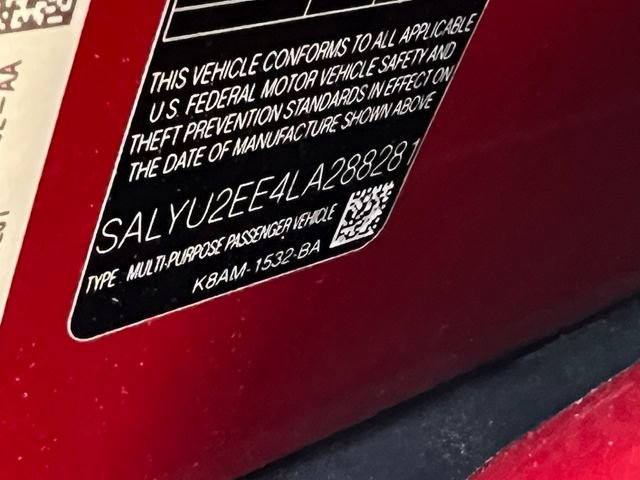 THIS VEHICLE CONFORMS TO ALL APPLICABLE
U.S. FEDERAL MOTOR VEHICLE SAFETY AND
THEFT PREVENTION STANDARDS IN EFFECT ON
THE DATE OF MANUFACTURE SHOWN ABOVE
SALYU2EE4LA288281
TYPE MULTI-PURPOSE PASSENGER VEHICLE
K8AM-1532-BA